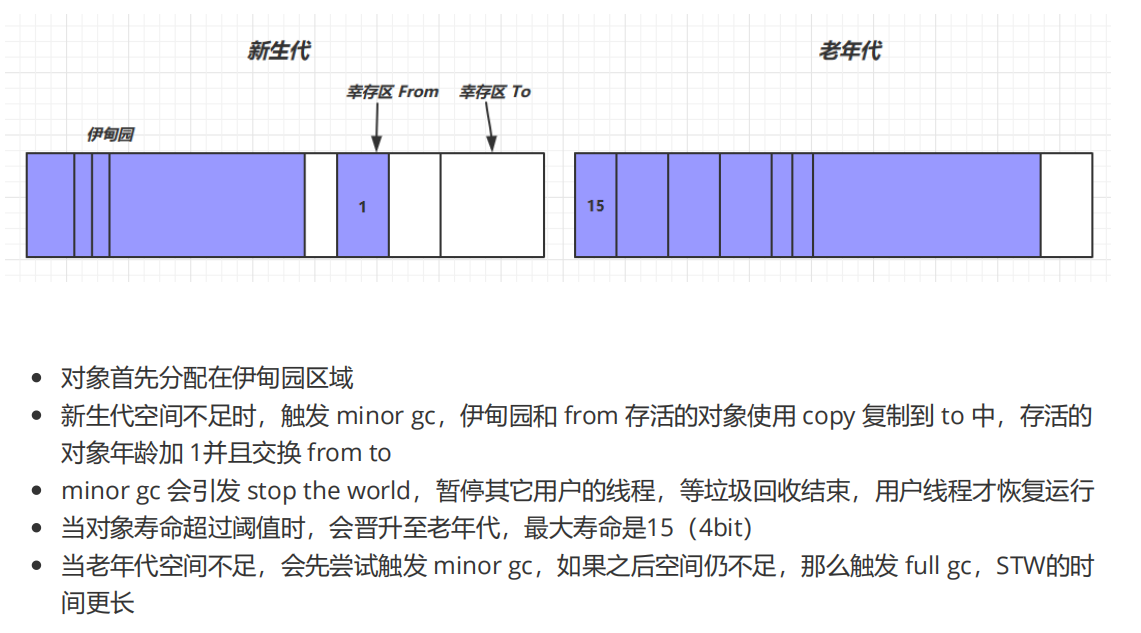 新生代
老年代
幸存区 From
幸存区 To
伊甸园
1
15
对象首先分配在伊甸园区域
新生代空间不足时，触发 minor gc，伊甸园和 from 存活的对象使用 copy 复制到 to 中，存活的
对象年龄加 1并且交换 from to
minor gc 会引发 stop the world，暂停其它用户的线程，等垃圾回收结束，用户线程才恢复运行
当对象寿命超过阈值时，会晋升至老年代，最大寿命是15（4bit）
当老年代空间不足，会先尝试触发 minor gc，如果之后空间仍不足，那么触发 full gc，STW的时
间更长